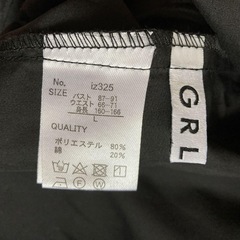 No. iz325
SIZE
バスト 87-91
ウエスト 66-71
身長 160-166
L
QUALITY
ポリエステル 80%
綿 20%
GRL